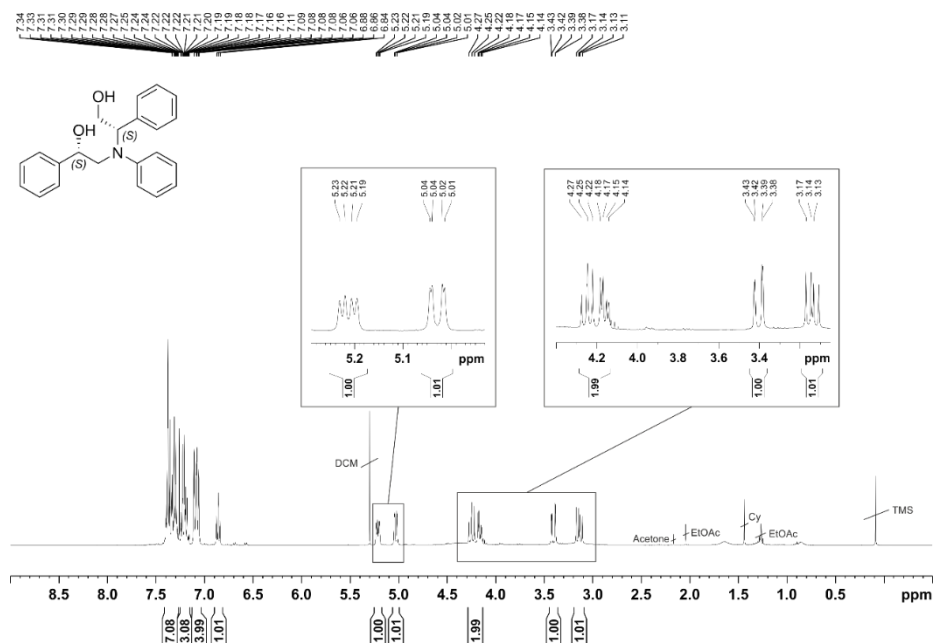 7.34 7.33 7.31 7.31 7.30 7.29 7.29 7.28 7.28 7.27 7.25 7.24 7.24 7.22 7.22 7.22 7.21 7.21 7.20 7.19 7.19 7.18 7.18 7.17 7.16 7.16 7.11 7.09 7.08 7.08 7.08 7.06 7.06 6.88 6.86 6.84 5.23 5.22 5.21 5.19 5.04 5.04 5.02 5.01 4.27 4.25 4.22 4.18 4.17 4.15 4.14 3.43 3.42 3.39 3.38 3.17 3.14 3.13 3.11
OH
OH
(S)
(S)
N
5.23 5.22 5.21 5.19 5.04 5.04 5.02 5.01
5.2 5.1 ppm
1.00 1.01
4.27 4.25 4.22 4.18 4.17 4.15 4.14 3.43 3.42 3.39 3.38 3.17 3.14 3.13
4.2 4.0 3.8 3.6 3.4 ppm
1.99 1.00 1.01
DCM
Acetone
EtOAc
Cy
EtOAc
TMS
8.5 8.0 7.5 7.0 6.5 6.0 5.5 5.0 4.5 4.0 3.5 3.0 2.5 2.0 1.5 1.0 0.5 ppm
7.08 3.08 3.99 1.01 1.00 1.01 1.99 1.00 1.01